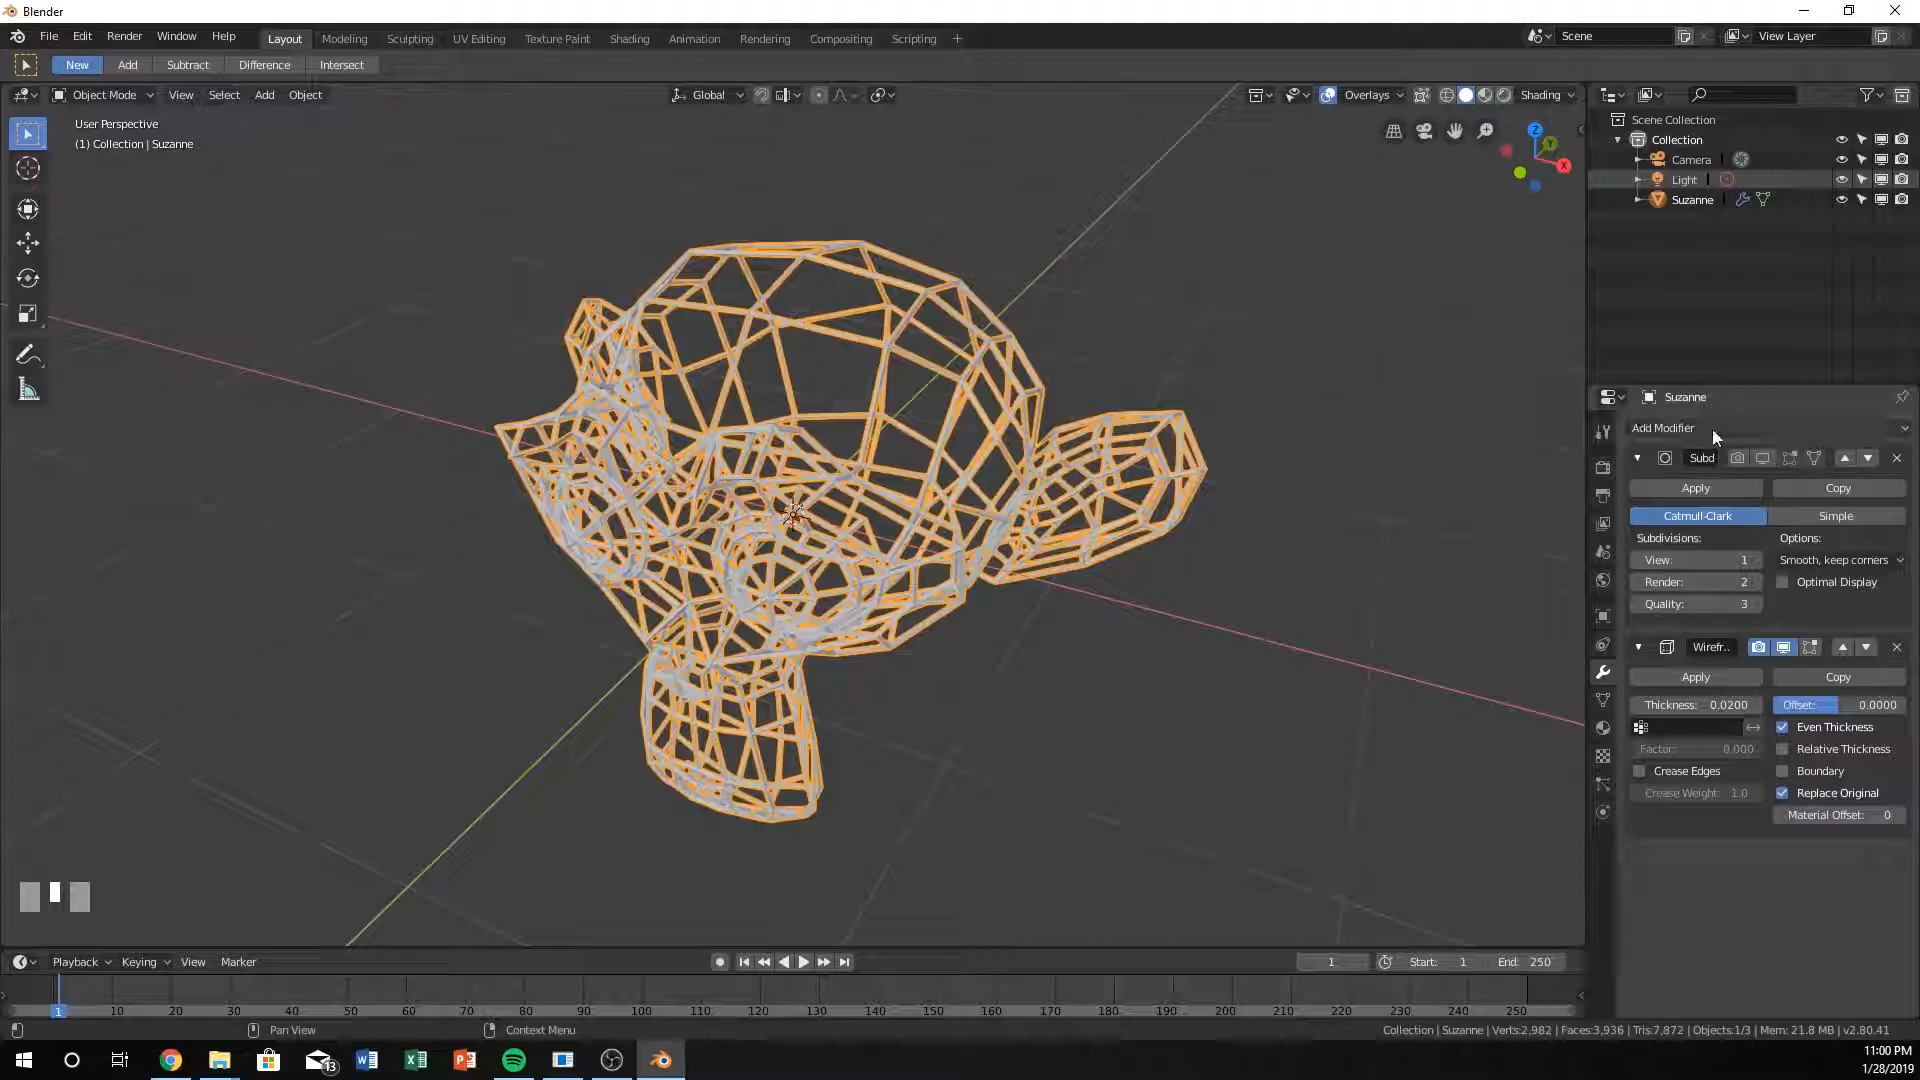 Blender
File Edit Render Window Help Layout Modeling Sculpting UV Editing Texture Paint Shading Animation Rendering Compositing Scripting + Scene View Layer
New Add Subtract Difference Intersect
Object Mode View Select Add Object Global Overlays Shading
User Perspective
(1) Collection | Suzanne
Z
Y
X
Scene Collection
Collection
Camera
Light
Suzanne
Suzanne
Add Modifier
Subd
Apply Copy
Catmull-Clark Simple
Subdivisions: Options:
View: 1 Smooth, keep corners
Render: 2 Optimal Display
Quality: 3
Wirefr..
Apply Copy
Thickness: 0.0200 Offset: 0.0000
Even Thickness
Factor: 0.000 Relative Thickness
Crease Edges Boundary
Crease Weight: 1.0 Replace Original
Material Offset: 0
Playback Keying View Marker 1 Start: 1 End: 250
1 10 20 30 40 50 60 70 80 90 100 110 120 130 140 150 160 170 180 190 200 210 220 230 240 250
Pan View Context Menu Collection | Suzanne | Verts:2,982 | Faces:3,936 | Tris:7,872 | Objects:1/3 | Mem: 21.8 MB | v2.80.41
13
11:00 PM
1/28/2019